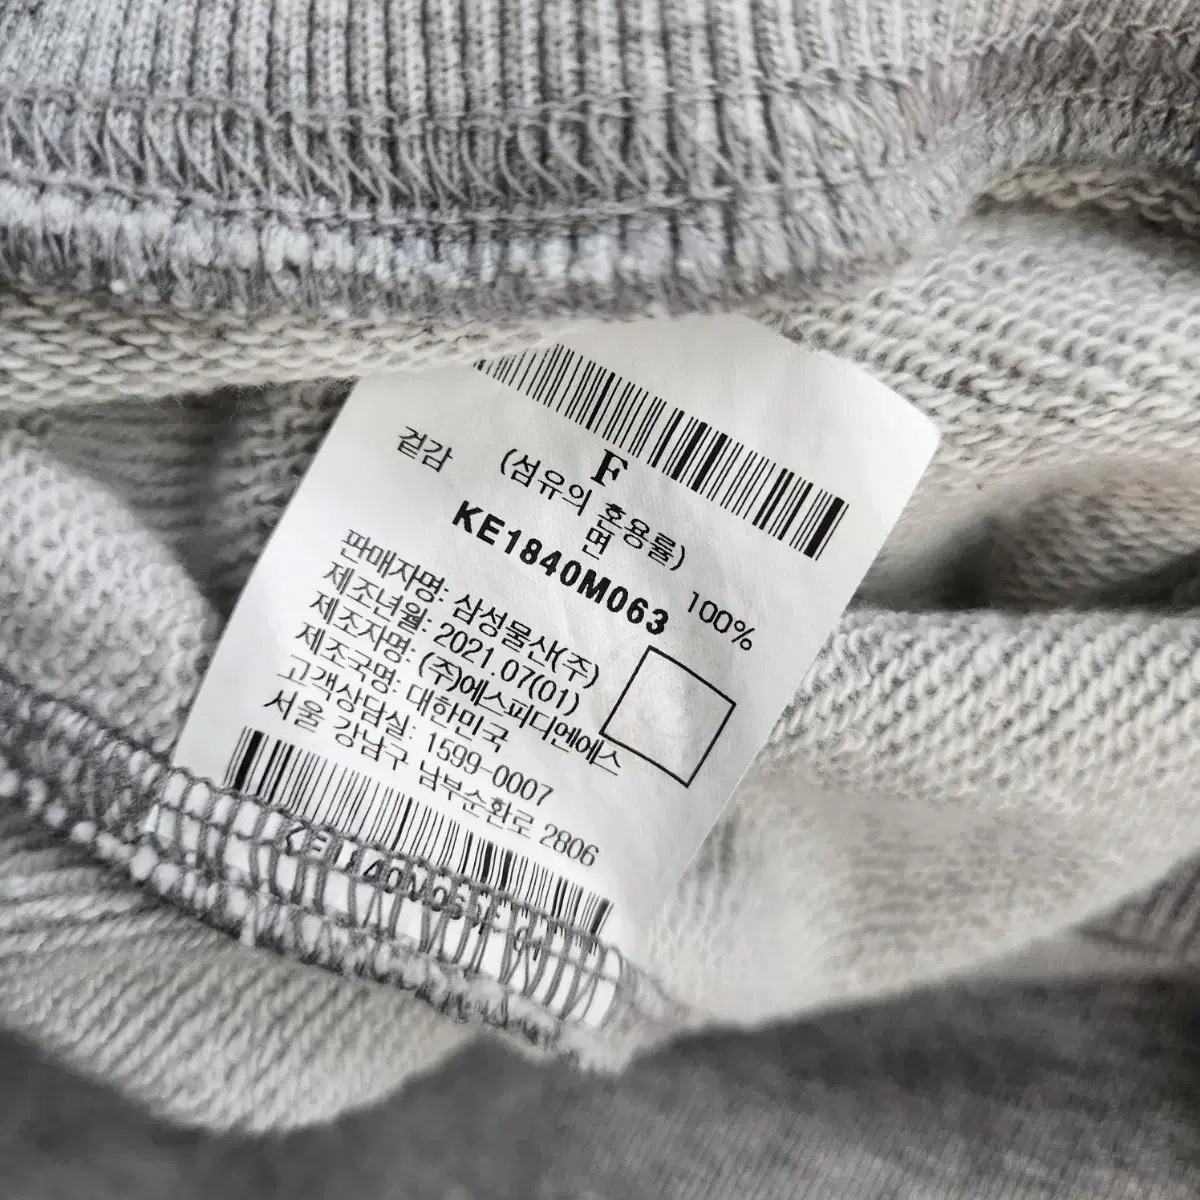 F
(섬유의 혼용률)
겉감 면 100%
KE1840M063
판매자명: 삼성물산(주)
제조년월: 2021.07(01)
제조자명: (주)에스피디엔에스
제조국명: 대한민국
고객상담실: 1599-0007
서울 강남구 남부순환로 2806